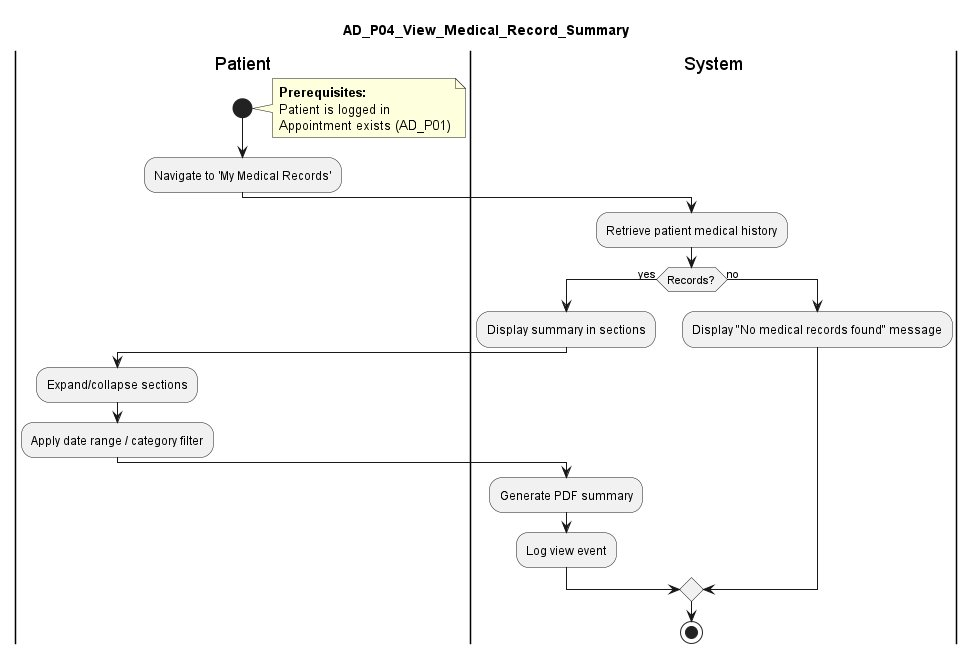 AD_P04_View_Medical_Record_Summary
Patient
System
Prerequisites:
Patient is logged in
Appointment exists (AD_P01)
Navigate to 'My Medical Records'
Retrieve patient medical history
yes
Records?
no
Display summary in sections
Display "No medical records found" message
Expand/collapse sections
Apply date range / category filter
Generate PDF summary
Log view event